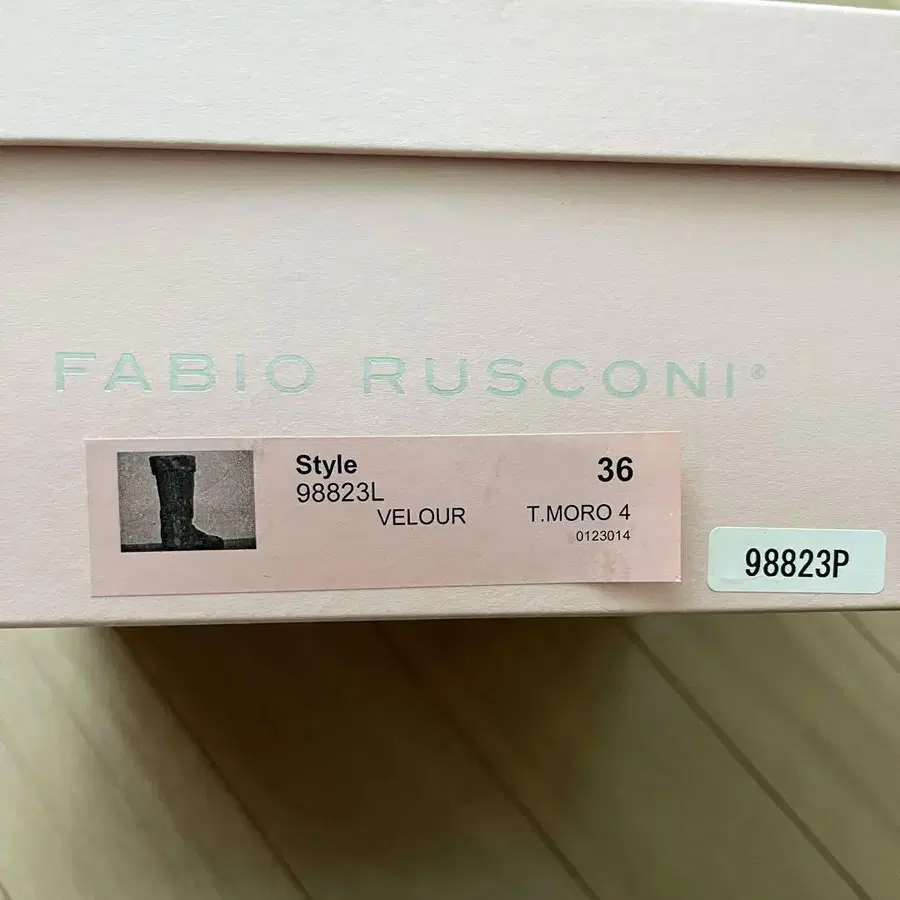 FABIO RUSCONI®
Style
36
98823L
VELOUR
T.MORO 4
0123014
98823P